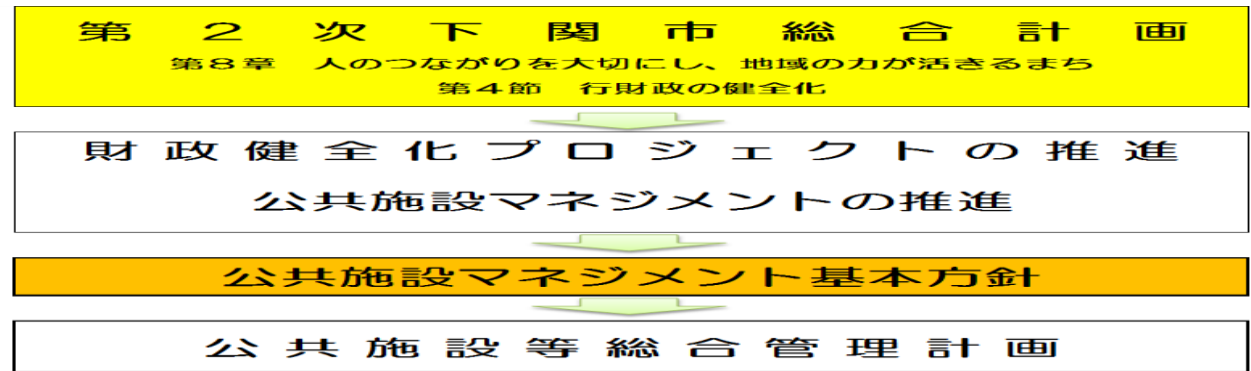 第２次下関市総合計画
第８章　人のつながりを大切にし、地域の力が活きるまち
第４節　行財政の健全化
財政健全化プロジェクトの推進
公共施設マネジメントの推進
公共施設マネジメント基本方針
公共施設等総合管理計画